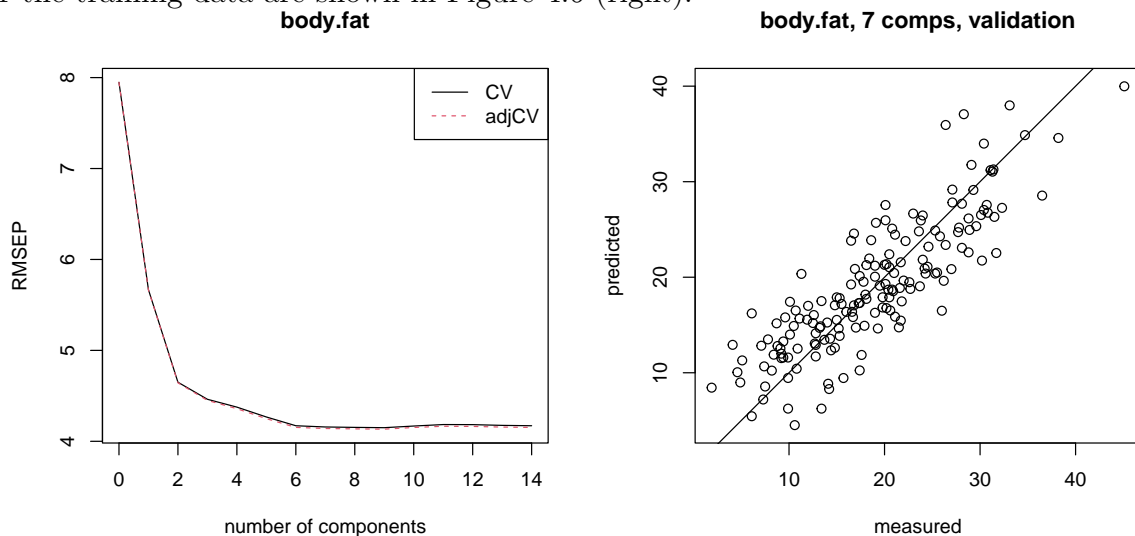 r the training data are shown in Figure 4.6 (right).
body.fat
body.fat, 7 comps, validation
CV
adjCV
8
7
6
5
4
RMSEP
0 2 4 6 8 10 12 14
number of components
40
30
20
10
predicted
10 20 30 40
measured